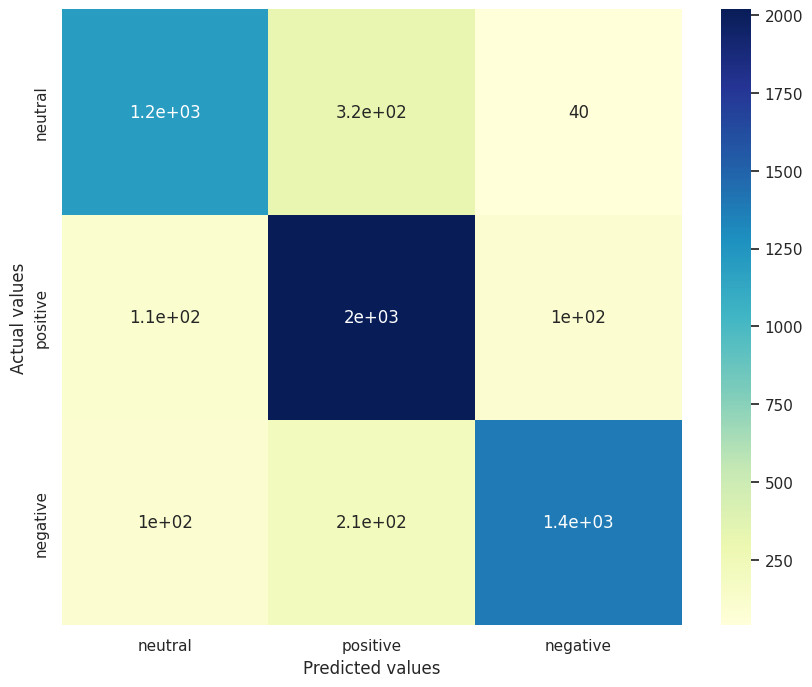 neutral 1.2e+03 3.2e+02 40
positive 1.1e+02 2e+03 1e+02
negative 1e+02 2.1e+02 1.4e+03
neutral positive negative
Predicted values
Actual values
2000
1750
1500
1250
1000
750
500
250